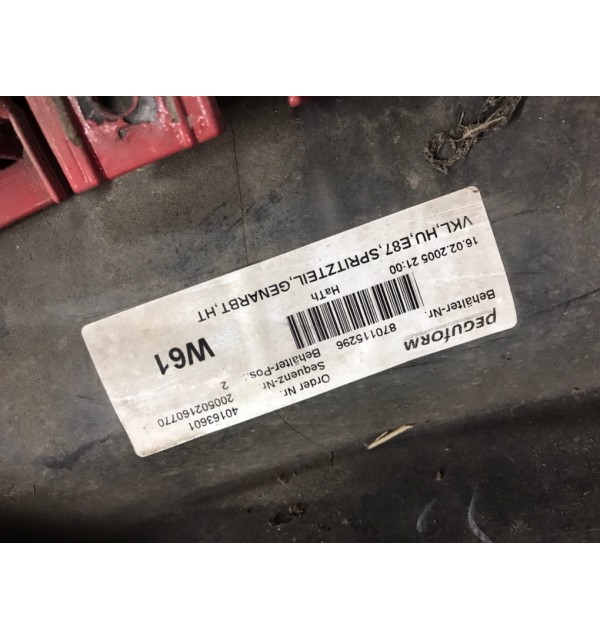 PEGUFORM
Order Nr. 40163601
Sequenz-Nr. 200502160770
Behälter-Nr. 870115296 Behälter-Pos.: 2
HaTh
W61
16.02.2005 21:00
VKL,HU,E87,SPRITZTEIL,GENARBT,HT